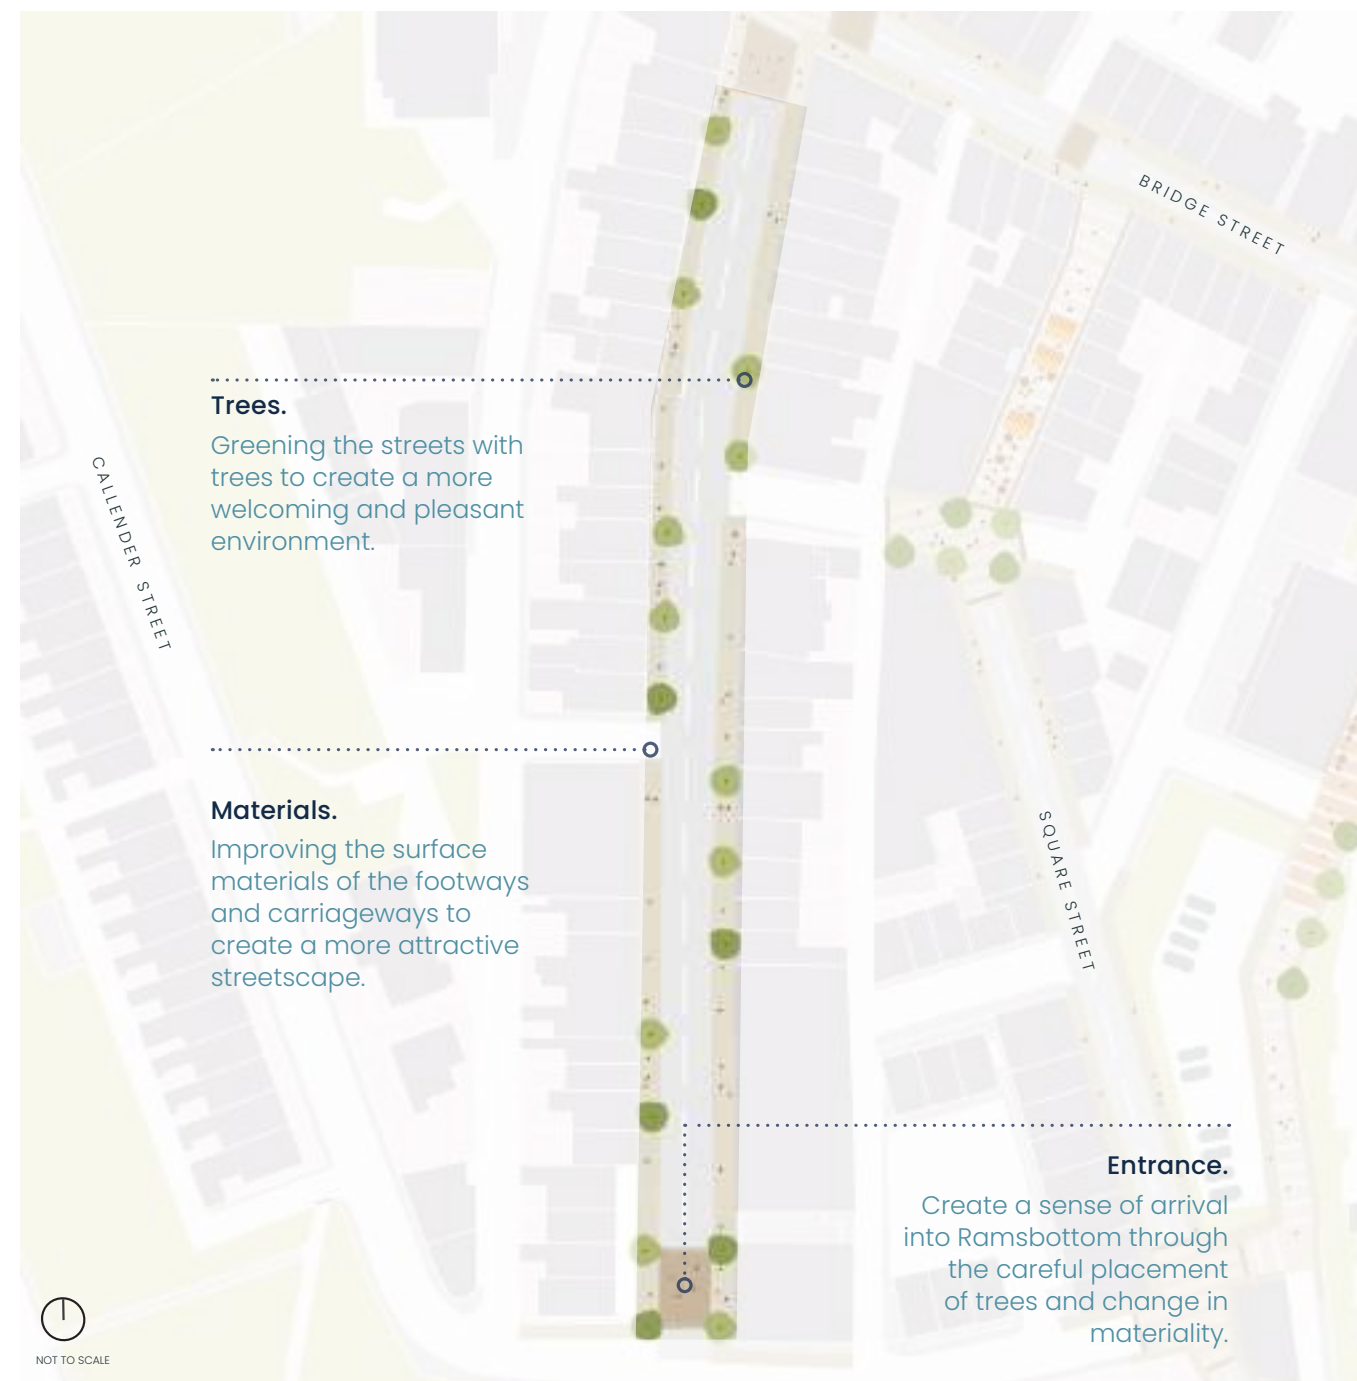 BRIDGE STREET
Trees.
Greening the streets with
trees to create a more
welcoming and pleasant
environment.
CALLENDER STREET
Materials.
Improving the surface
materials of the footways
and carriageways to
create a more attractive
streetscape.
SQUARE STREET
Entrance.
Create a sense of arrival
into Ramsbottom through
the careful placement
of trees and change in
materiality.
NOT TO SCALE